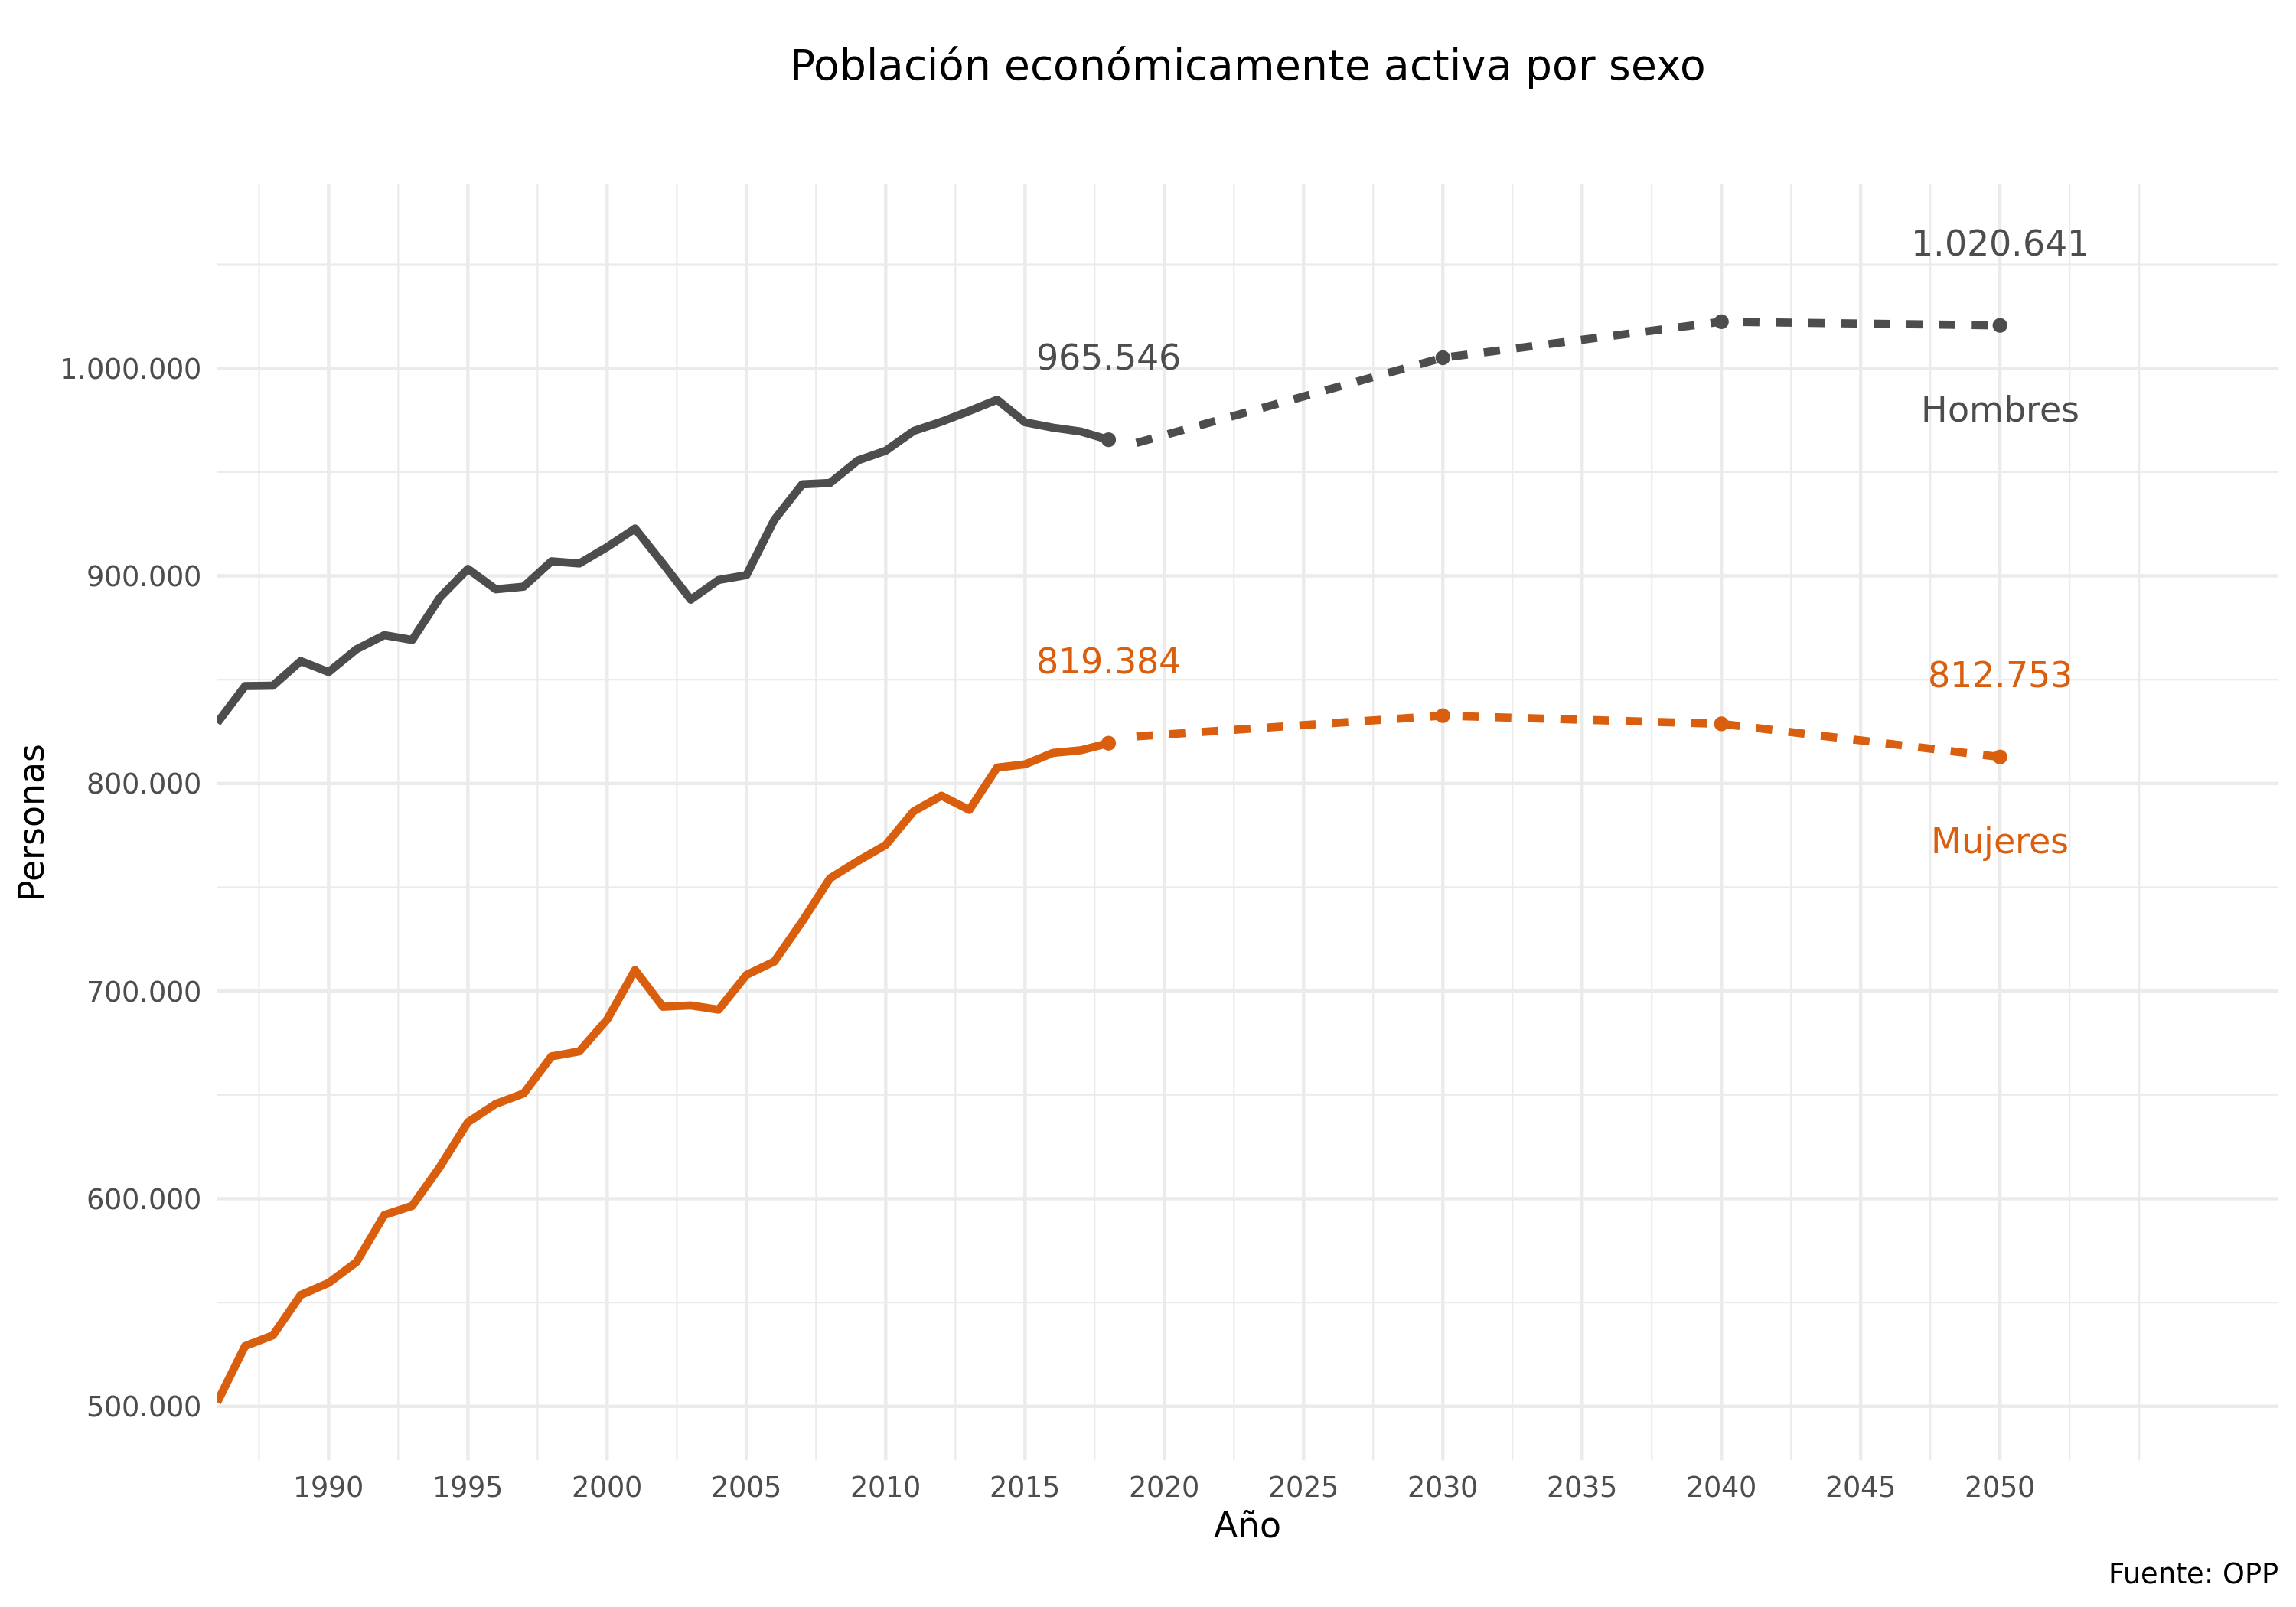 Población económicamente activa por sexo
1.020.641
965.546
1.000.000
Hombres
900.000
819.384
812.753
800.000
Mujeres
Personas
700.000
600.000
500.000
1990 1995 2000 2005 2010 2015 2020 2025 2030 2035 2040 2045 2050
Año
Fuente: OPP